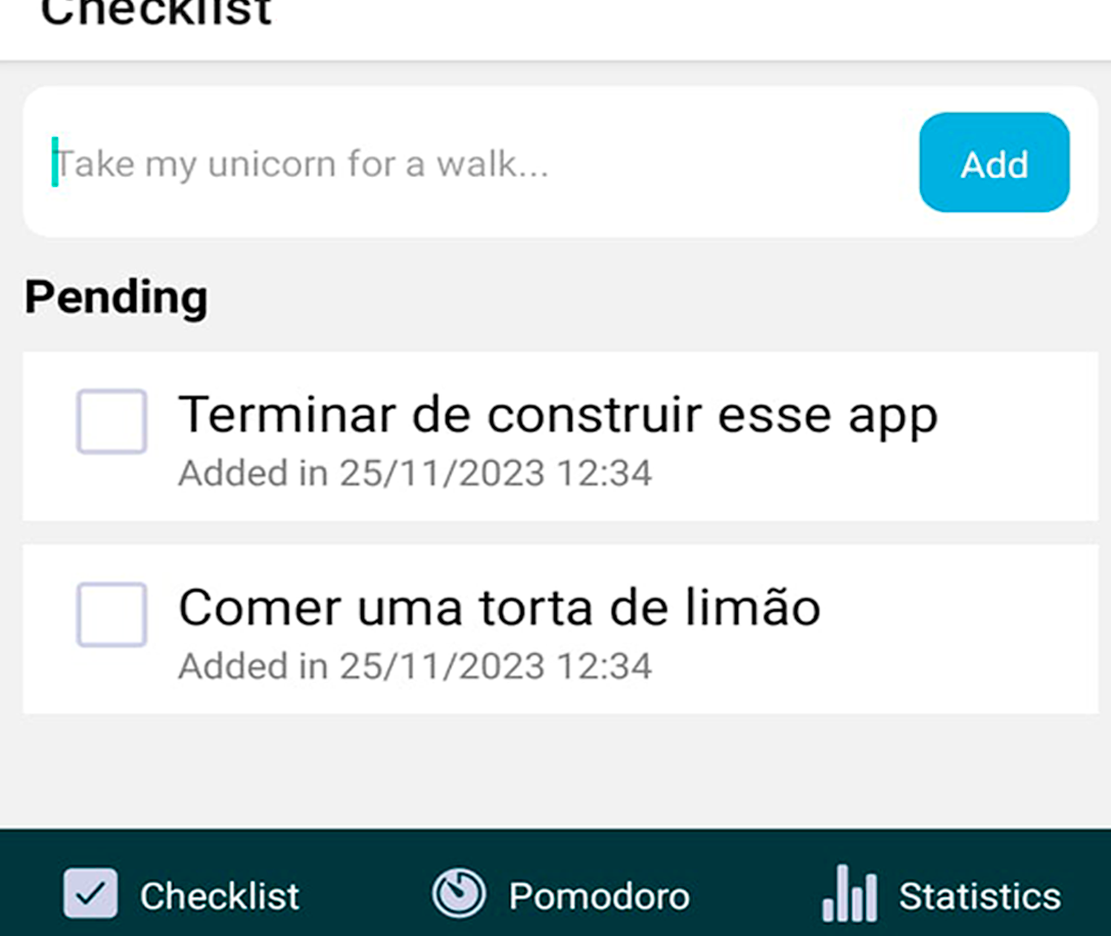 Checklist
Take my unicorn for a walk...
Add
Pending
Terminar de construir esse app
Added in 25/11/2023 12:34
Comer uma torta de limão
Added in 25/11/2023 12:34
Checklist
Pomodoro
Statistics